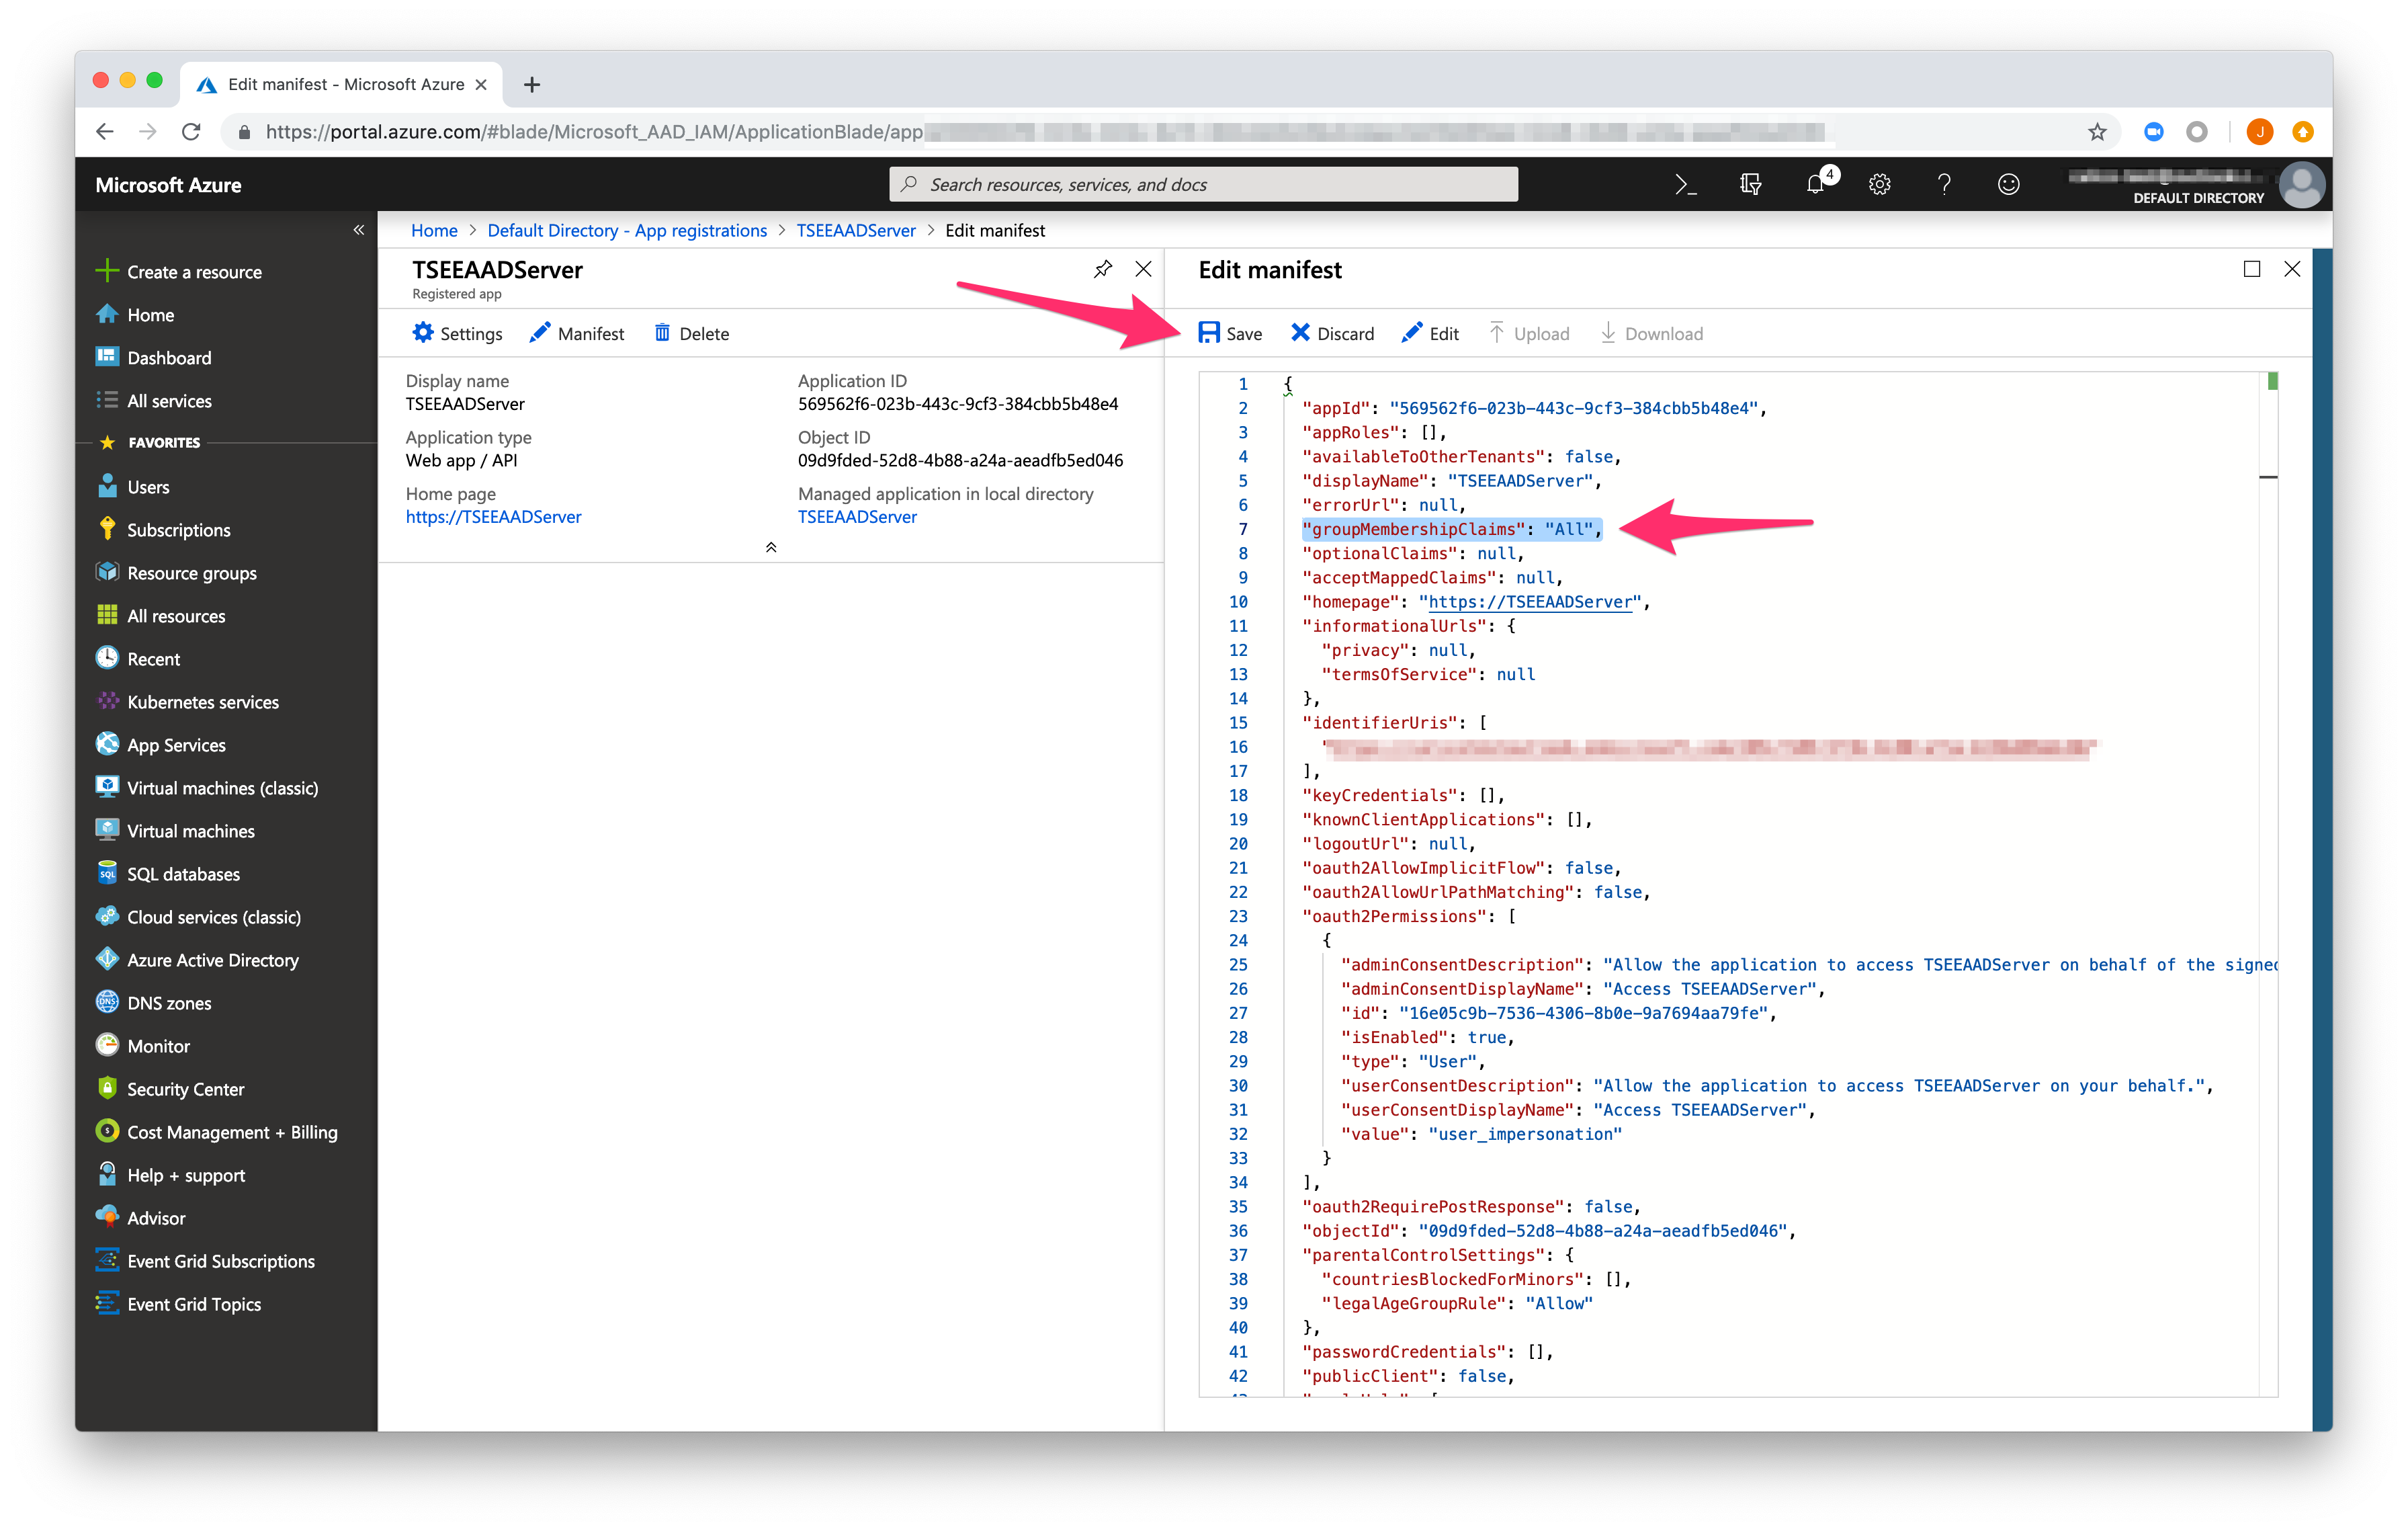 Edit manifest - Microsoft Azure
https://portal.azure.com/#blade/Microsoft_AAD_IAM/ApplicationBlade/app
J
Microsoft Azure
Search resources, services, and docs
4
DEFAULT DIRECTORY
Create a resource
Home
Dashboard
All services
FAVORITES
Users
Subscriptions
Resource groups
All resources
Recent
Kubernetes services
App Services
Virtual machines (classic)
Virtual machines
SQL databases
Cloud services (classic)
Azure Active Directory
DNS zones
Monitor
Security Center
Cost Management + Billing
Help + support
Advisor
Event Grid Subscriptions
Event Grid Topics
Home > Default Directory - App registrations > TSEEAADServer > Edit manifest
TSEEAADServer
Registered app
Settings Manifest Delete
Display name
TSEEAADServer
Application type
Web app / API
Home page
https://TSEEAADServer
Application ID
569562f6-023b-443c-9cf3-384cbb5b48e4
Object ID
09d9fded-52d8-4b88-a24a-aeadfb5ed046
Managed application in local directory
TSEEAADServer
Edit manifest
Save Discard Edit Upload Download
1 {
2 "appId": "569562f6-023b-443c-9cf3-384cbb5b48e4",
3 "appRoles": [],
4 "availableToOtherTenants": false,
5 "displayName": "TSEEAADServer",
6 "errorUrl": null,
7 "groupMembershipClaims": "All",
8 "optionalClaims": null,
9 "acceptMappedClaims": null,
10 "homepage": "https://TSEEAADServer",
11 "informationalUrls": {
12 "privacy": null,
13 "termsOfService": null
14 },
15 "identifierUris": [
16
17 ],
18 "keyCredentials": [],
19 "knownClientApplications": [],
20 "logoutUrl": null,
21 "oauth2AllowImplicitFlow": false,
22 "oauth2AllowUrlPathMatching": false,
23 "oauth2Permissions": [
24 {
25 "adminConsentDescription": "Allow the application to access TSEEAADServer on behalf of the signed
26 "adminConsentDisplayName": "Access TSEEAADServer",
27 "id": "16e05c9b-7536-4306-8b0e-9a7694aa79fe",
28 "isEnabled": true,
29 "type": "User",
30 "userConsentDescription": "Allow the application to access TSEEAADServer on your behalf.",
31 "userConsentDisplayName": "Access TSEEAADServer",
32 "value": "user_impersonation"
33 }
34 ],
35 "oauth2RequirePostResponse": false,
36 "objectId": "09d9fded-52d8-4b88-a24a-aeadfb5ed046",
37 "parentalControlSettings": {
38 "countriesBlockedForMinors": [],
39 "legalAgeGroupRule": "Allow"
40 },
41 "passwordCredentials": [],
42 "publicClient": false,